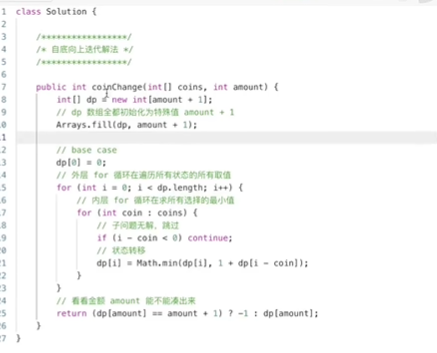 1 class Solution {
2
3 /*****************/
4 /* 自底向上迭代解法 */
5 /*****************/
6
7 public int coinChange(int[] coins, int amount) {
8 int[] dp = new int[amount + 1];
9 // dp 数组全都初始化为特殊值 amount + 1
10 Arrays.fill(dp, amount + 1);
11
12 // base case
13 dp[0] = 0;
14 // 外层 for 循环在遍历所有状态的所有取值
15 for (int i = 0; i < dp.length; i++) {
16 // 内层 for 循环在求所有选择的最小值
17 for (int coin : coins) {
18 // 子问题无解，跳过
19 if (i - coin < 0) continue;
20 // 状态转移
21 dp[i] = Math.min(dp[i], 1 + dp[i - coin]);
22 }
23 }
24 // 看看金额 amount 能不能凑出来
25 return (dp[amount] == amount + 1) ? -1 : dp[amount];
26 }
27 }